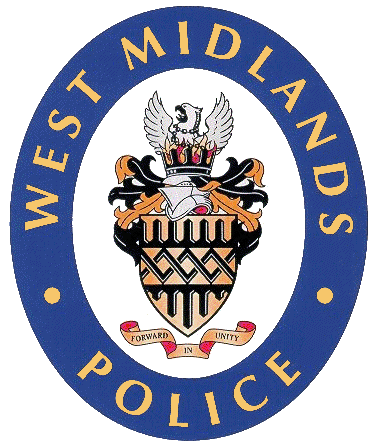 WEST MIDLANDS
FORWARD IN UNITY
POLICE